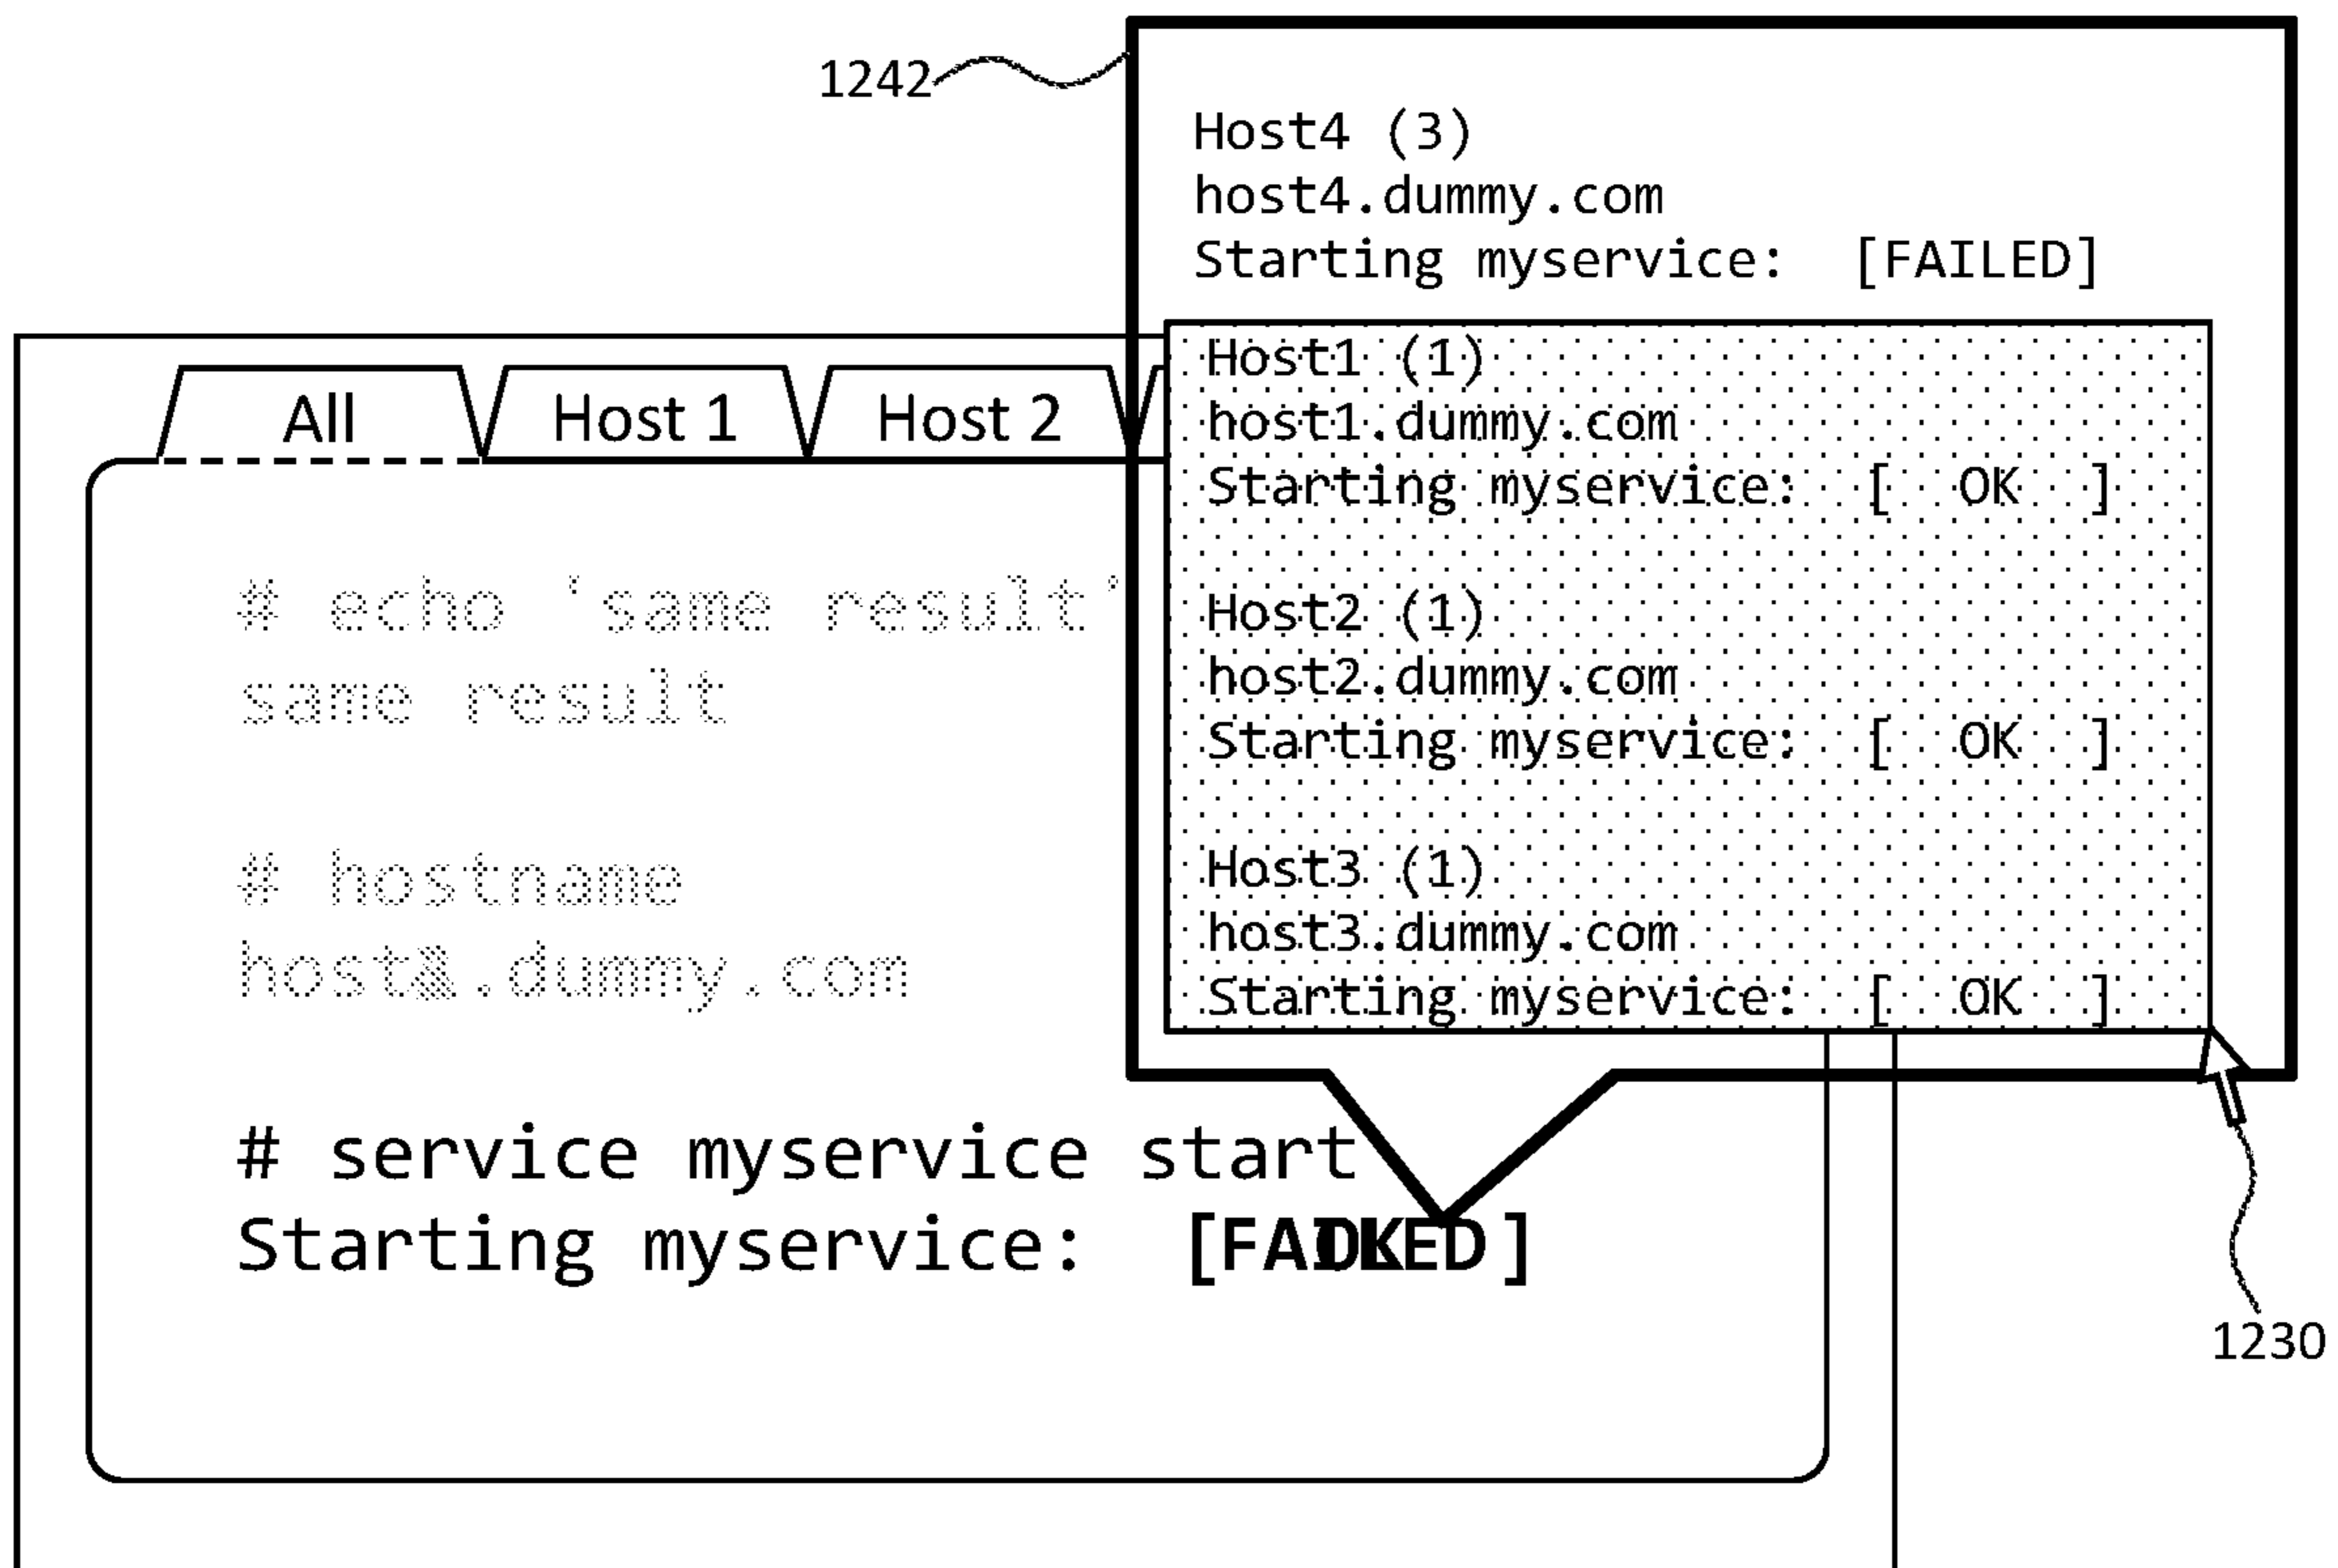 1242
Host4 (3)
host4.dummy.com
Starting myservice: [FAILED]
All
Host 1
Host 2
Host1 (1)
host1.dummy.com
Starting myservice: [ OK ]
Host2 (1)
host2.dummy.com
Starting myservice: [ OK ]
Host3 (1)
host3.dummy.com
Starting myservice: [ OK ]
# echo 'same result'
same result
# hostname
host .dummy.com
# service myservice start
Starting myservice:
1230